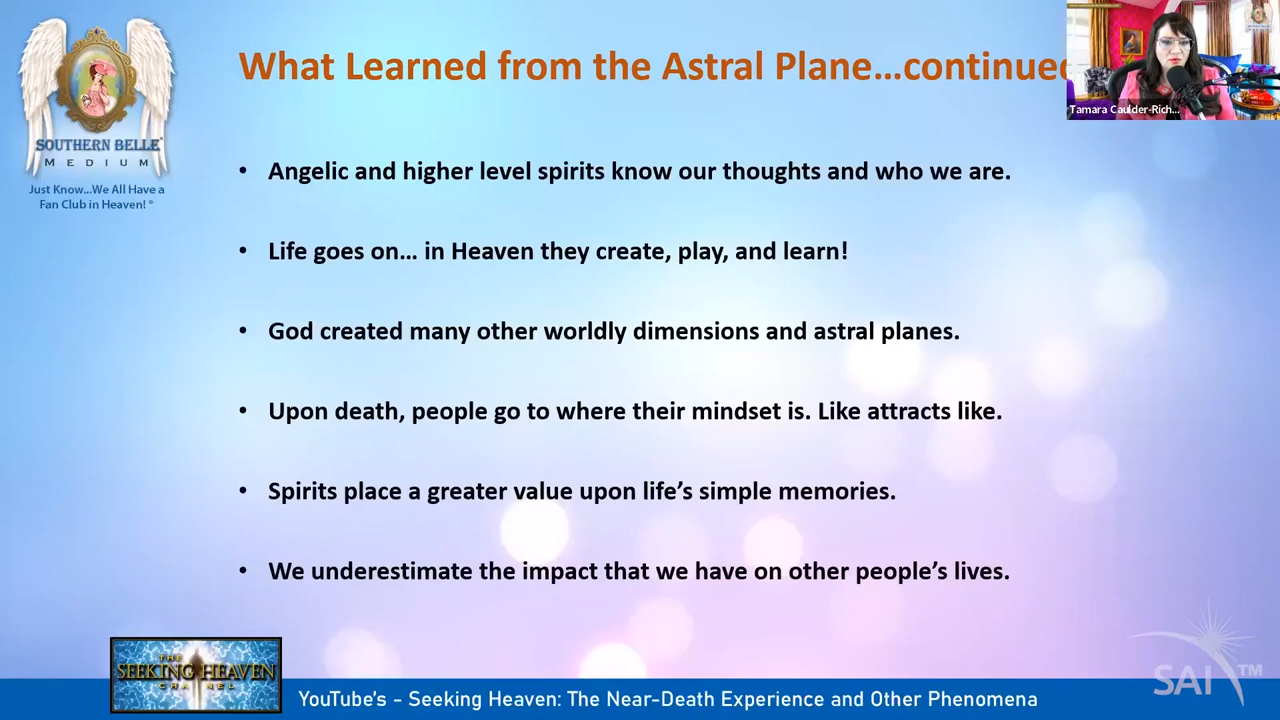 What Learned from the Astral Plane...continued
Tamara Caulder-Rich...
SOUTHERN BELLE®
MEDIUM
Just Know...We All Have a
Fan Club in Heaven! ®
• Angelic and higher level spirits know our thoughts and who we are.
• Life goes on... in Heaven they create, play, and learn!
• God created many other worldly dimensions and astral planes.
• Upon death, people go to where their mindset is. Like attracts like.
• Spirits place a greater value upon life's simple memories.
• We underestimate the impact that we have on other people's lives.
THE
SEEKING HEAVEN
CHANNEL
YouTube's - Seeking Heaven: The Near-Death Experience and Other Phenomena
SAI™